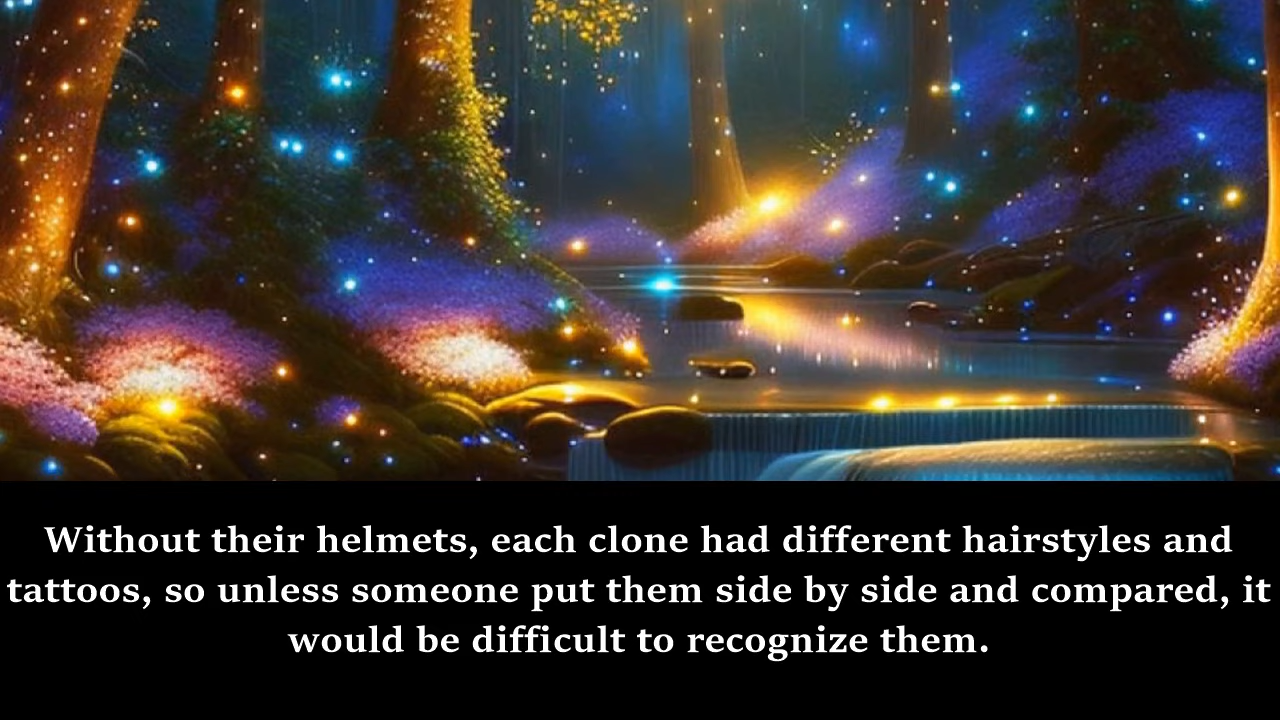 Without their helmets, each clone had different hairstyles and
tattoos, so unless someone put them side by side and compared, it
would be difficult to recognize them.